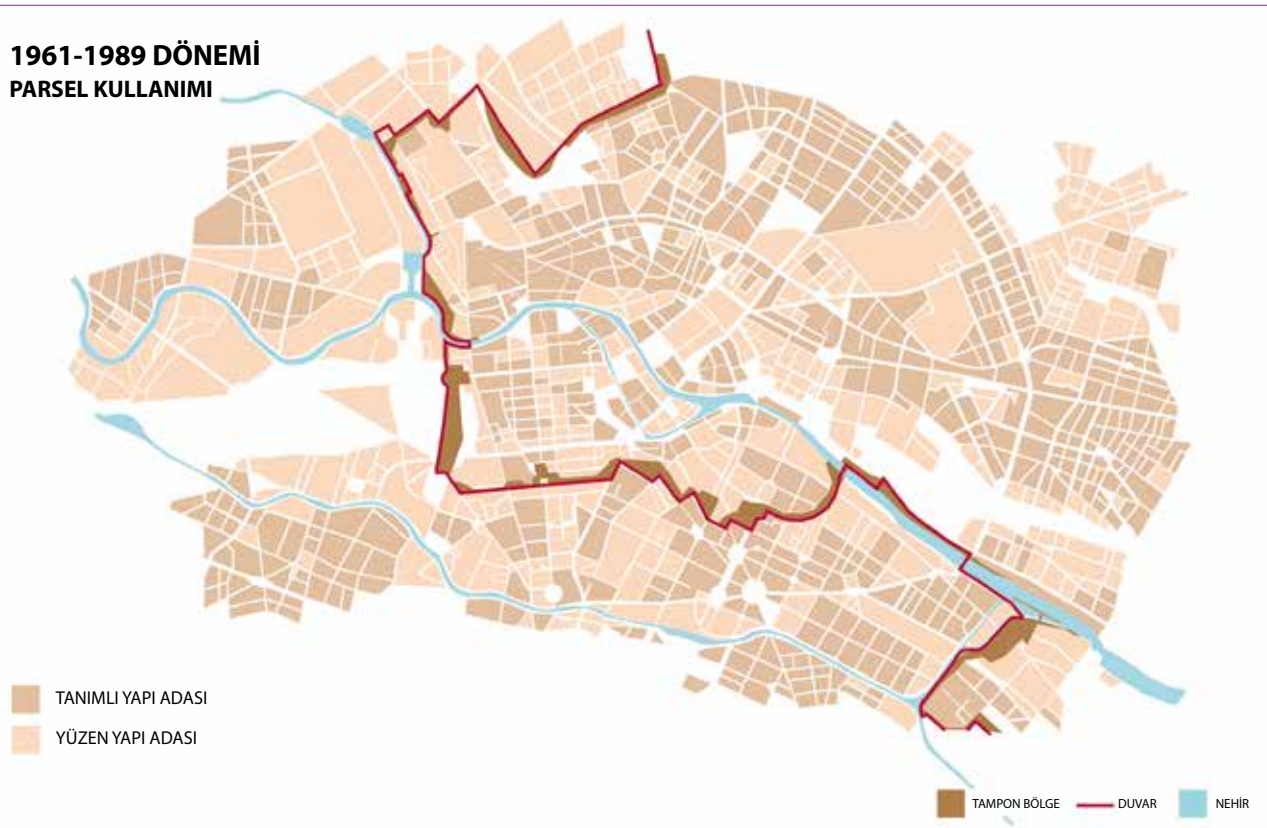 1961-1989 DÖNEMİ
PARSEL KULLANIMI
TANIMLI YAPI ADASI
YÜZEN YAPI ADASI
TAMPON BÖLGE
DUVAR
NEHİR